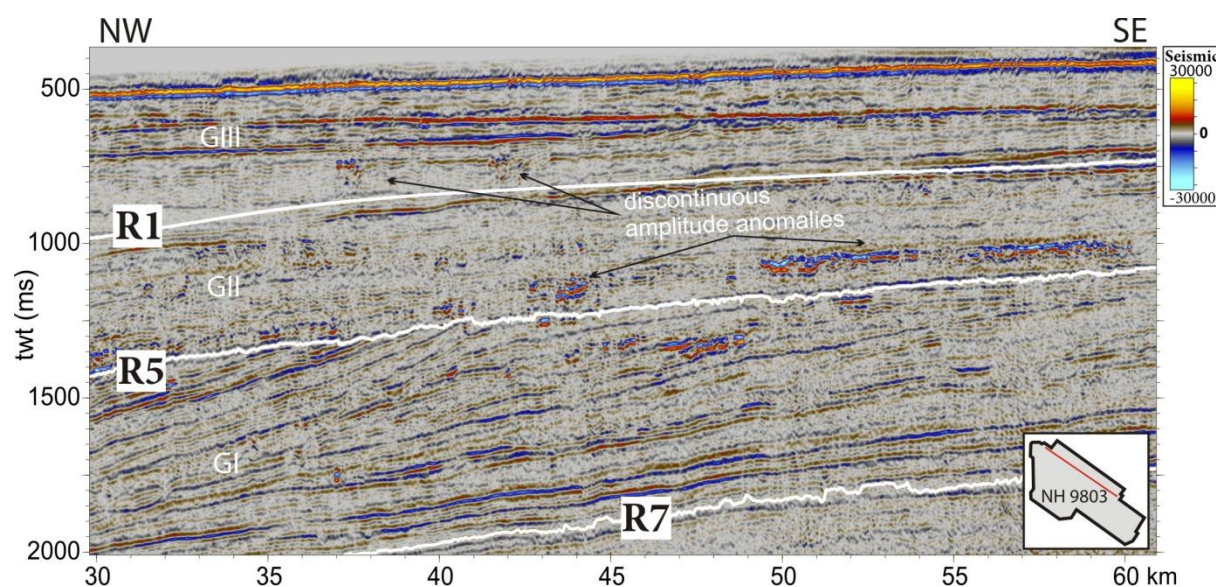 NW
SE
Seismic
30000
0
-30000
500
GIII
R1
discontinuous
amplitude anomalies
1000
GII
twt (ms)
R5
1500
GI
NH 9803
R7
2000
30 35 40 45 50 55 60 km